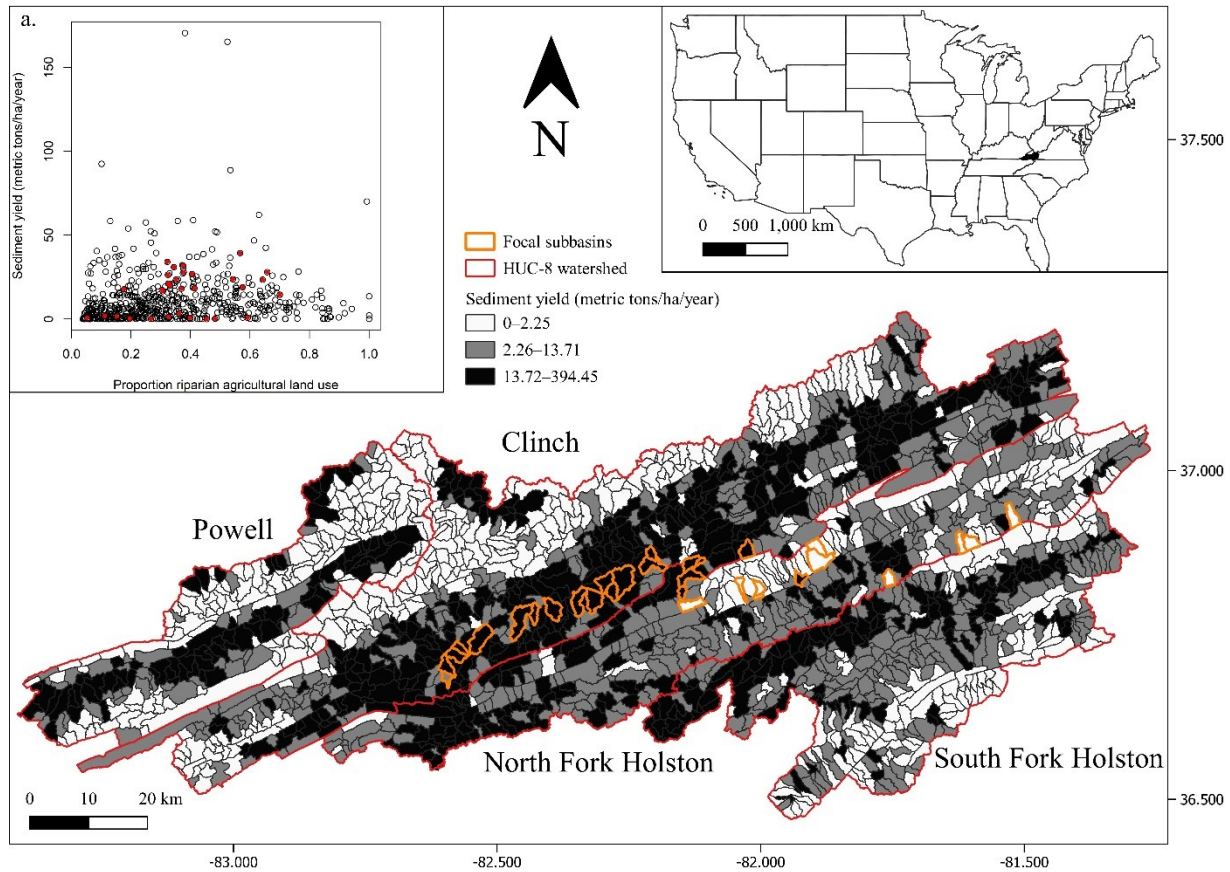 a.
150
100
50
0
Sediment yield (metric tons/ha/year)
0.0 0.2 0.4 0.6 0.8 1.0
Proportion riparian agricultural land use
N
0 500 1,000 km
Focal subbasins
HUC-8 watershed
Sediment yield (metric tons/ha/year)
0–2.25
2.26–13.71
13.72–394.45
37.500
37.000
36.500
Clinch
Powell
North Fork Holston
South Fork Holston
0 10 20 km
-83.000 -82.500 -82.000 -81.500